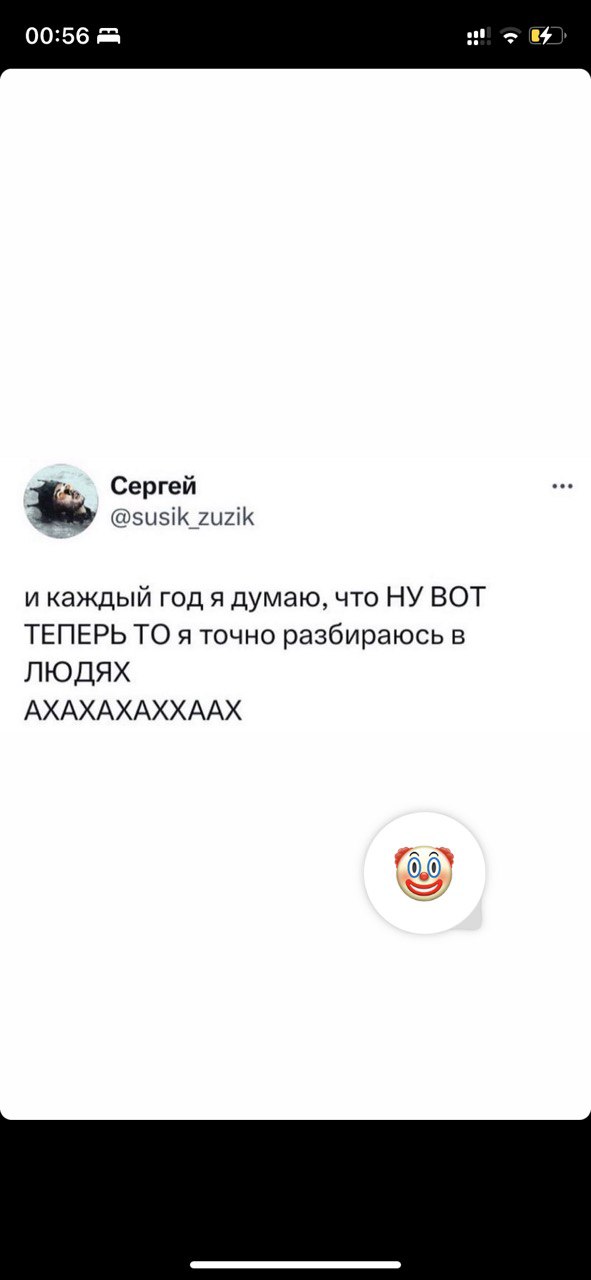 00:56
Сергей
@susik_zuzik
и каждый год я думаю, что НУ ВОТ
ТЕПЕРЬ ТО я точно разбираюсь в
ЛЮДЯХ
АХАХАХАХХААХ